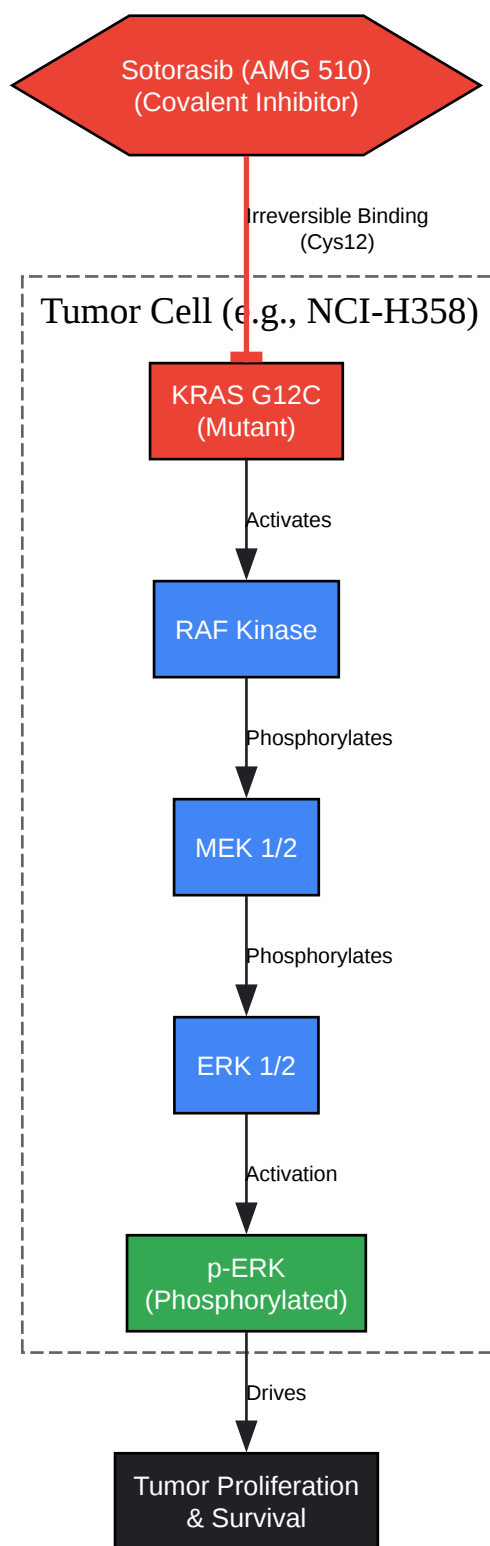 Sotorasib (AMG 510)
(Covalent Inhibitor)
Irreversible Binding
(Cys12)
Tumor Cell (e.g., NCI-H358)
KRAS G12C
(Mutant)
Activates
RAF Kinase
Phosphorylates
MEK 1/2
Phosphorylates
ERK 1/2
Activation
p-ERK
(Phosphorylated)
Drives
Tumor Proliferation
& Survival